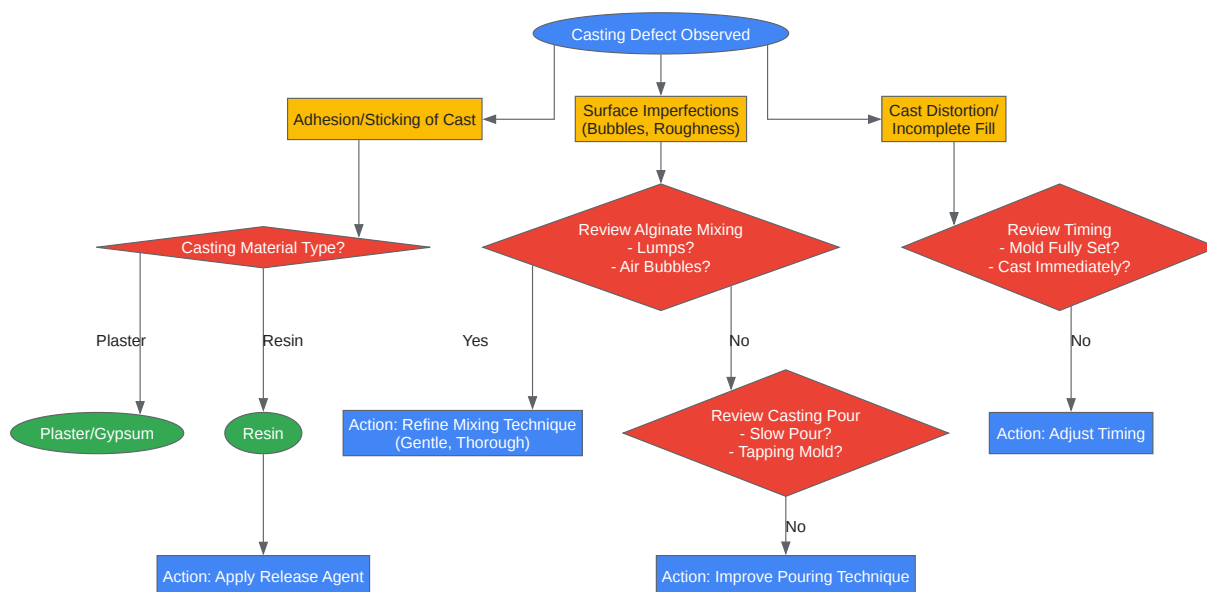 Casting Defect Observed
Adhesion/Sticking of Cast
Surface Imperfections
(Bubbles, Roughness)
Cast Distortion/
Incomplete Fill
Casting Material Type?
Review Alginate Mixing
- Lumps?
- Air Bubbles?
Review Timing
- Mold Fully Set?
- Cast Immediately?
Plaster
Resin
Yes
No
No
Plaster/Gypsum
Resin
Action: Refine Mixing Technique
(Gentle, Thorough)
Review Casting Pour
- Slow Pour?
- Tapping Mold?
Action: Adjust Timing
No
Action: Apply Release Agent
Action: Improve Pouring Technique